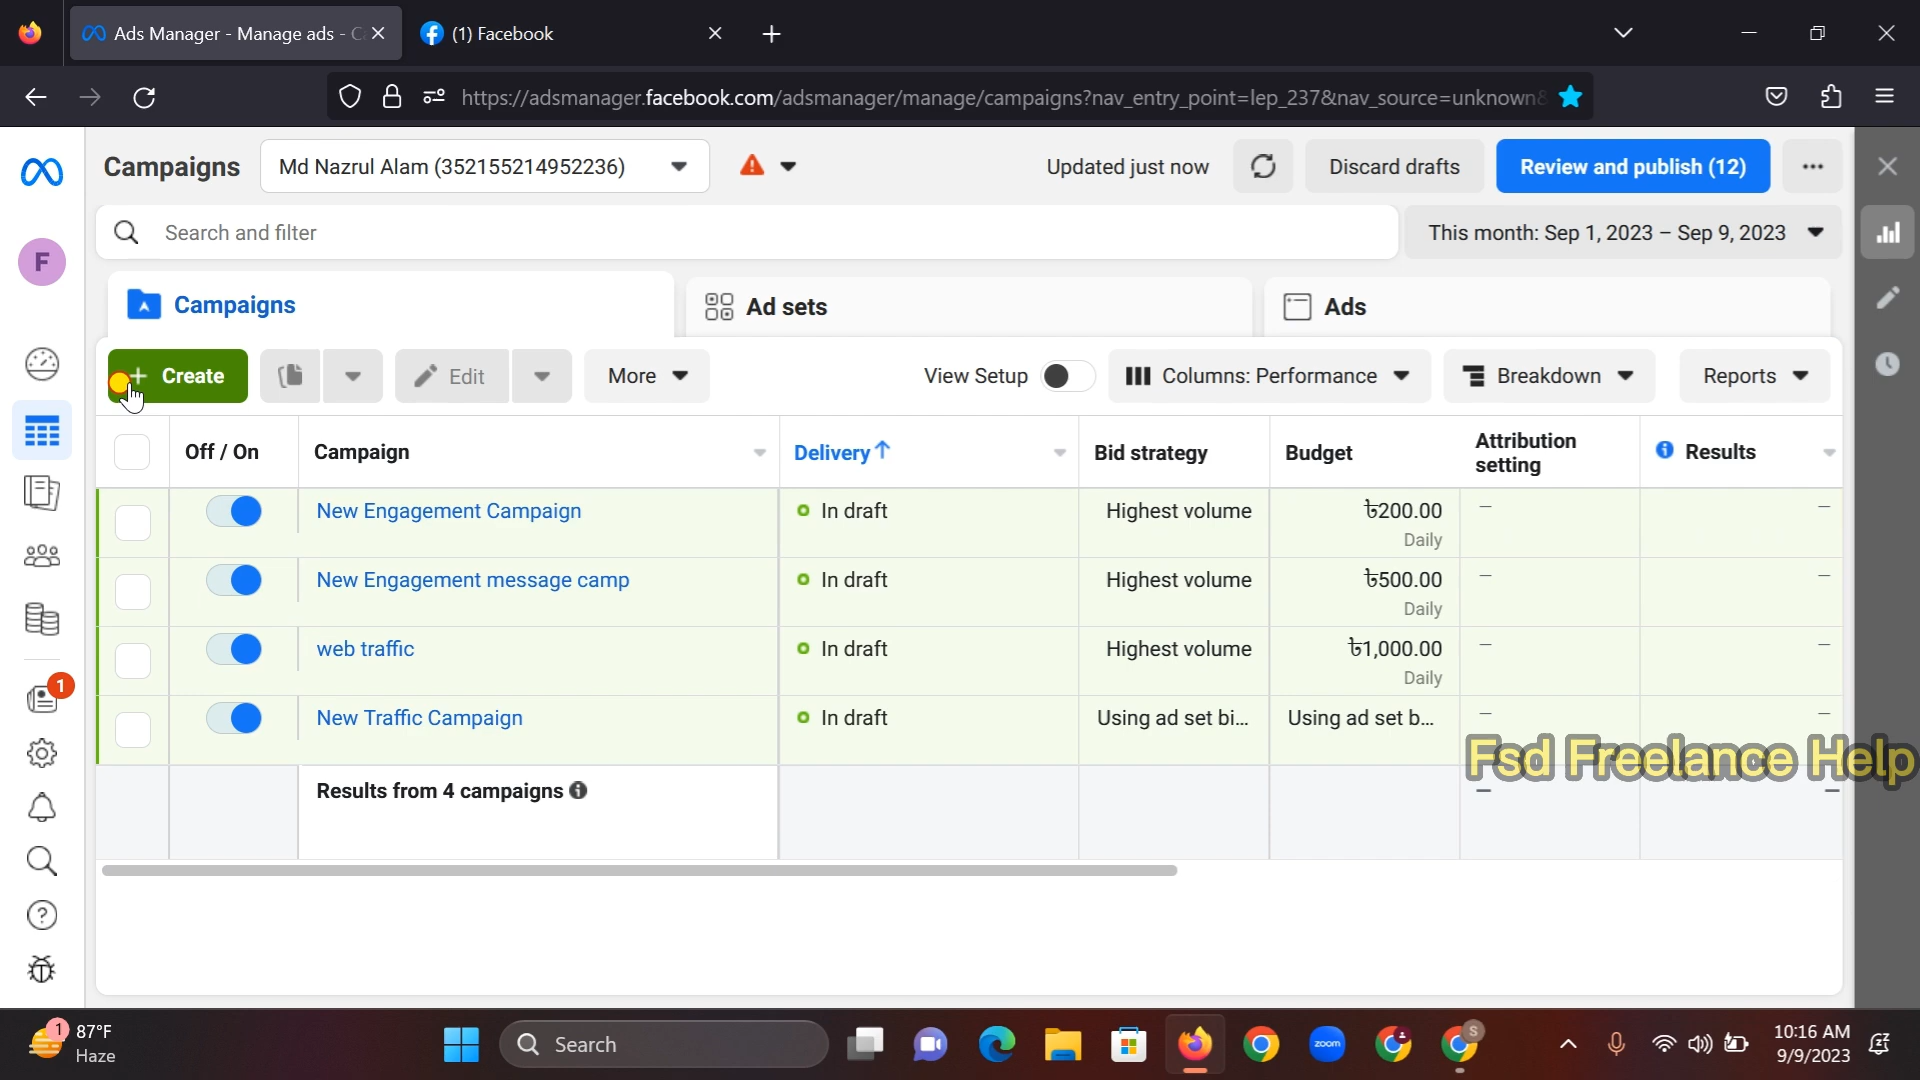 Ads Manager - Manage ads - C
(1) Facebook
https://adsmanager.facebook.com/adsmanager/manage/campaigns?nav_entry_point=lep_237&nav_source=unknown&
Campaigns
Md Nazrul Alam (352155214952236)
Updated just now
Discard drafts
Review and publish (12)
F
Search and filter
This month: Sep 1, 2023 – Sep 9, 2023
Campaigns
Ad sets
Ads
+ Create
Edit
More
View Setup
Columns: Performance
Breakdown
Reports
Off / On
Campaign
Delivery↑
Bid strategy
Budget
Attribution
setting
Results
New Engagement Campaign
In draft
Highest volume
৳200.00
Daily
–
–
New Engagement message camp
In draft
Highest volume
৳500.00
Daily
–
–
web traffic
In draft
Highest volume
৳1,000.00
Daily
–
–
New Traffic Campaign
In draft
Using ad set bi...
Using ad set b...
–
–
1
Fsd Freelance Help
Results from 4 campaigns
–
–
1
87°F
Haze
Search
zoom
S
10:16 AM
9/9/2023